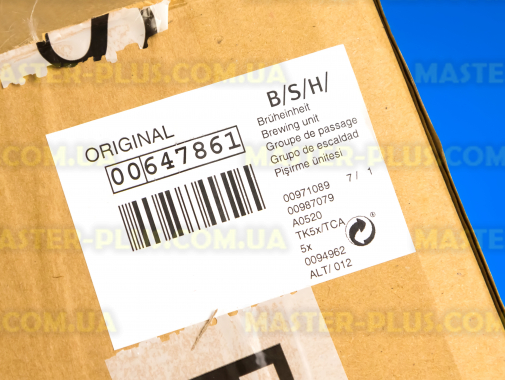 ORIGINAL
00647861
B/S/H/
Brüheinheit
Brewing unit
Groupe de passage
Grupo de escaldad
Pişirme ünitesi
00971089 7/ 1
00987079
A0520
TK5x/TCA
5x
0094962
ALT/ 012
MASTER-PLUS.COM.UA